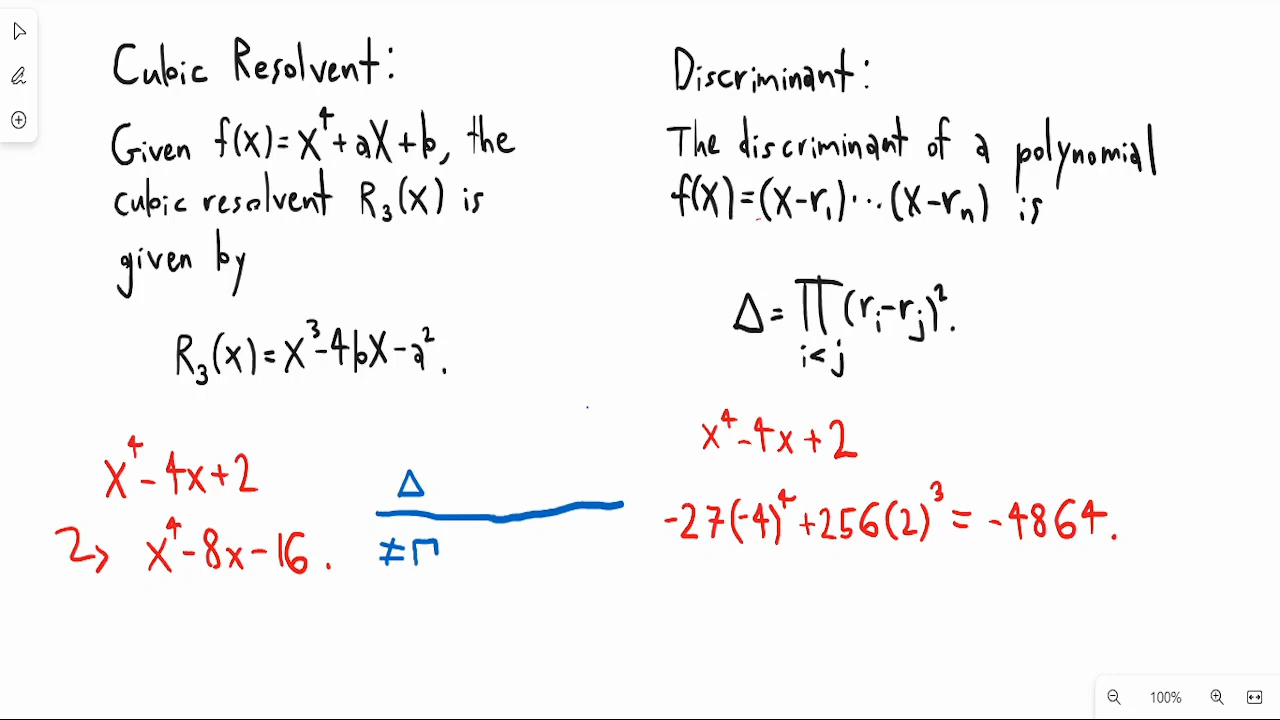 Cubic Resolvent:
Given f(x)=x⁴+ax+b, the
cubic resolvent R₃(x) is
given by
R₃(x)=x³-4bx-a².
x⁴-4x+2
2> x⁴-8x-16.
Δ
≠
Discriminant:
The discriminant of a polynomial
f(x)=(x-r₁)⋯(x-rₙ) is
Δ=∏(rᵢ-rⱼ)².
i<j
x⁴-4x+2
-27(-4)⁴+256(2)³=-4864.
100%